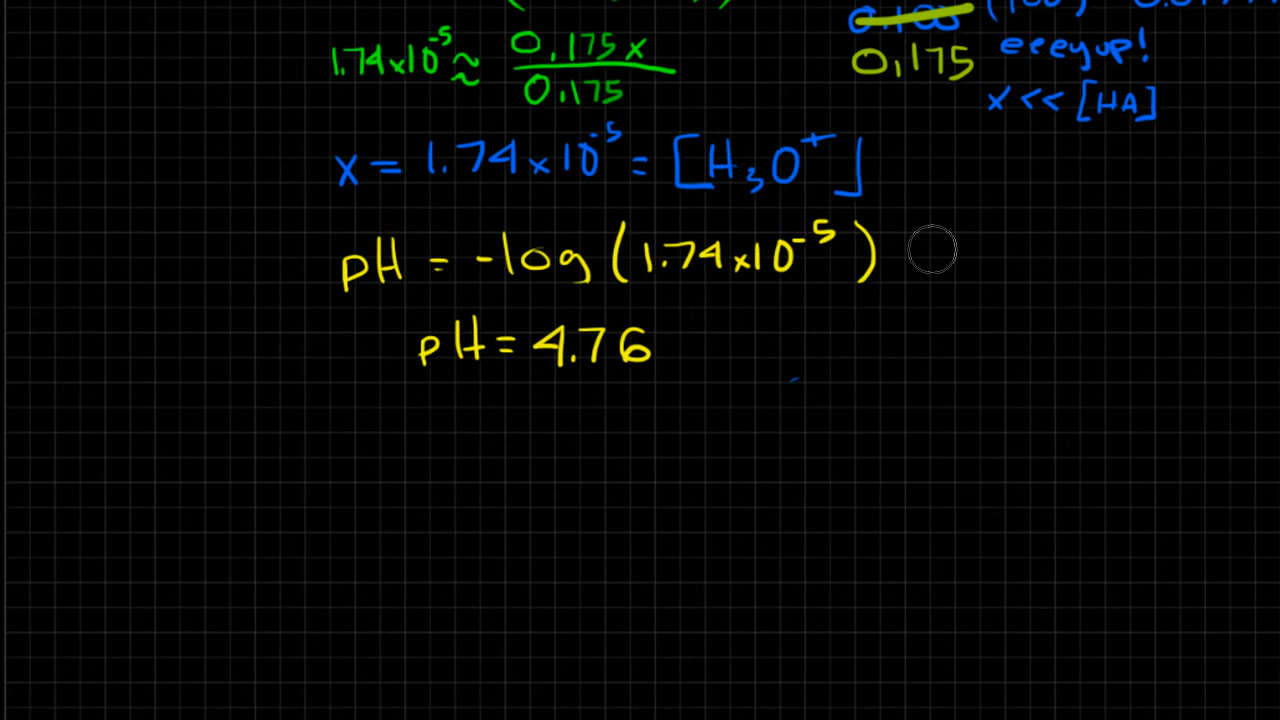 1.74x10⁻⁵ ≈ 0.175x / 0.175
0.175
eeeyup!
x << [HA]
x = 1.74x10⁻⁵ = [H₃O⁺]
pH = -log(1.74x10⁻⁵)
pH = 4.76